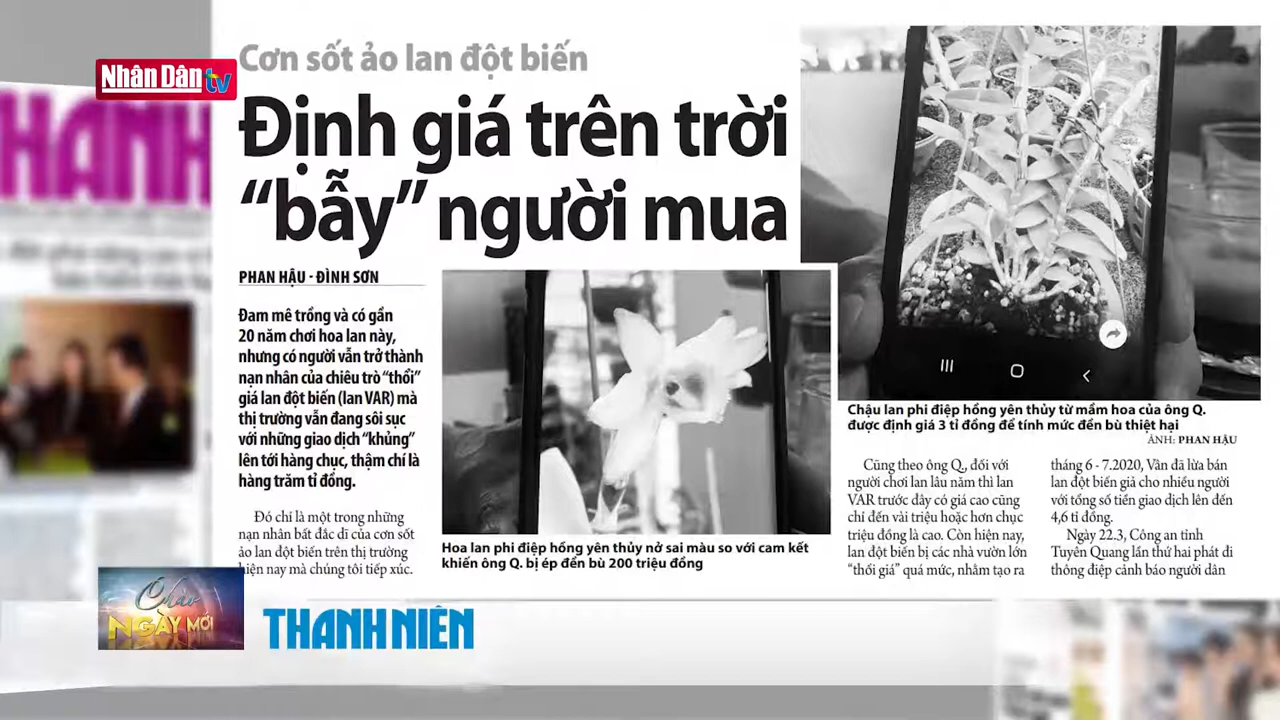 Nhân Dân tv
HANH
Cơn sốt ảo lan đột biến
Định giá trên trời
“bẫy” người mua
PHAN HẬU - ĐÌNH SƠN
Đam mê trồng và có gần
20 năm chơi hoa lan này,
nhưng có người vẫn trở thành
nạn nhân của chiêu trò “thổi”
giá lan đột biến (lan VAR) mà
thị trường vẫn đang sôi sục
với những giao dịch “khủng”
lên tới hàng chục, thậm chí là
hàng trăm tỉ đồng.
Đó chỉ là một trong những
nạn nhân bất đắc dĩ của cơn sốt
ảo lan đột biến trên thị trường
hiện nay mà chúng tôi tiếp xúc.
Hoa lan phi điệp hồng yên thủy nở sai màu so với cam kết
khiến ông Q. bị ép đền bù 200 triệu đồng
Chậu lan phi điệp hồng yên thủy từ mầm hoa của ông Q.
được định giá 3 tỉ đồng để tính mức đền bù thiệt hại
ẢNH: PHAN HẬU
Cũng theo ông Q., đối với
người chơi lan lâu năm thì lan
VAR trước đây có giá cao cũng
chỉ đến vài triệu hoặc hơn chục
triệu đồng là cao. Còn hiện nay,
lan đột biến bị các nhà vườn lớn
“thổi giá” quá mức, nhằm tạo ra
tháng 6 - 7.2020, Vân đã lừa bán
lan đột biến giả cho nhiều người
với tổng số tiền giao dịch lên đến
4,6 tỉ đồng.
Ngày 22.3, Công an tỉnh
Tuyên Quang lần thứ hai phát đi
thông điệp cảnh báo người dân
Chào
NGÀY MỚI
THANH NIÊN